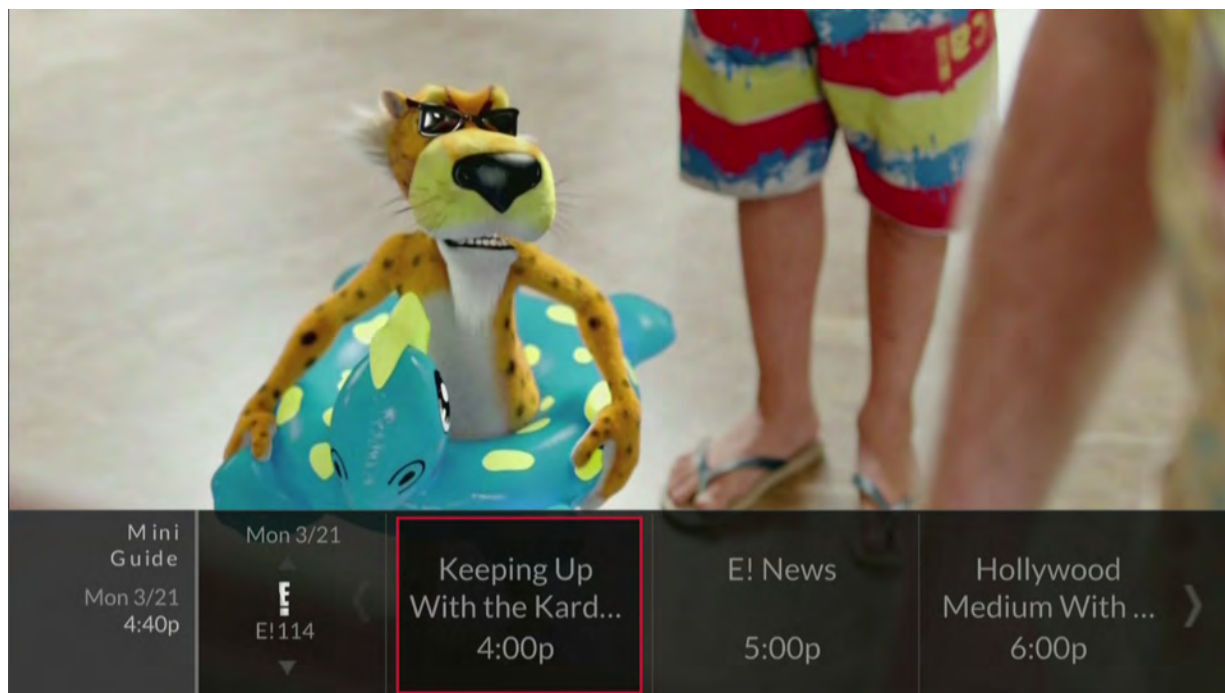 Mini
Guide
Mon 3/21
4:40p
Mon 3/21
E!
E! 114
Keeping Up
With the Kard...
4:00p
E! News
5:00p
Hollywood
Medium With ...
6:00p